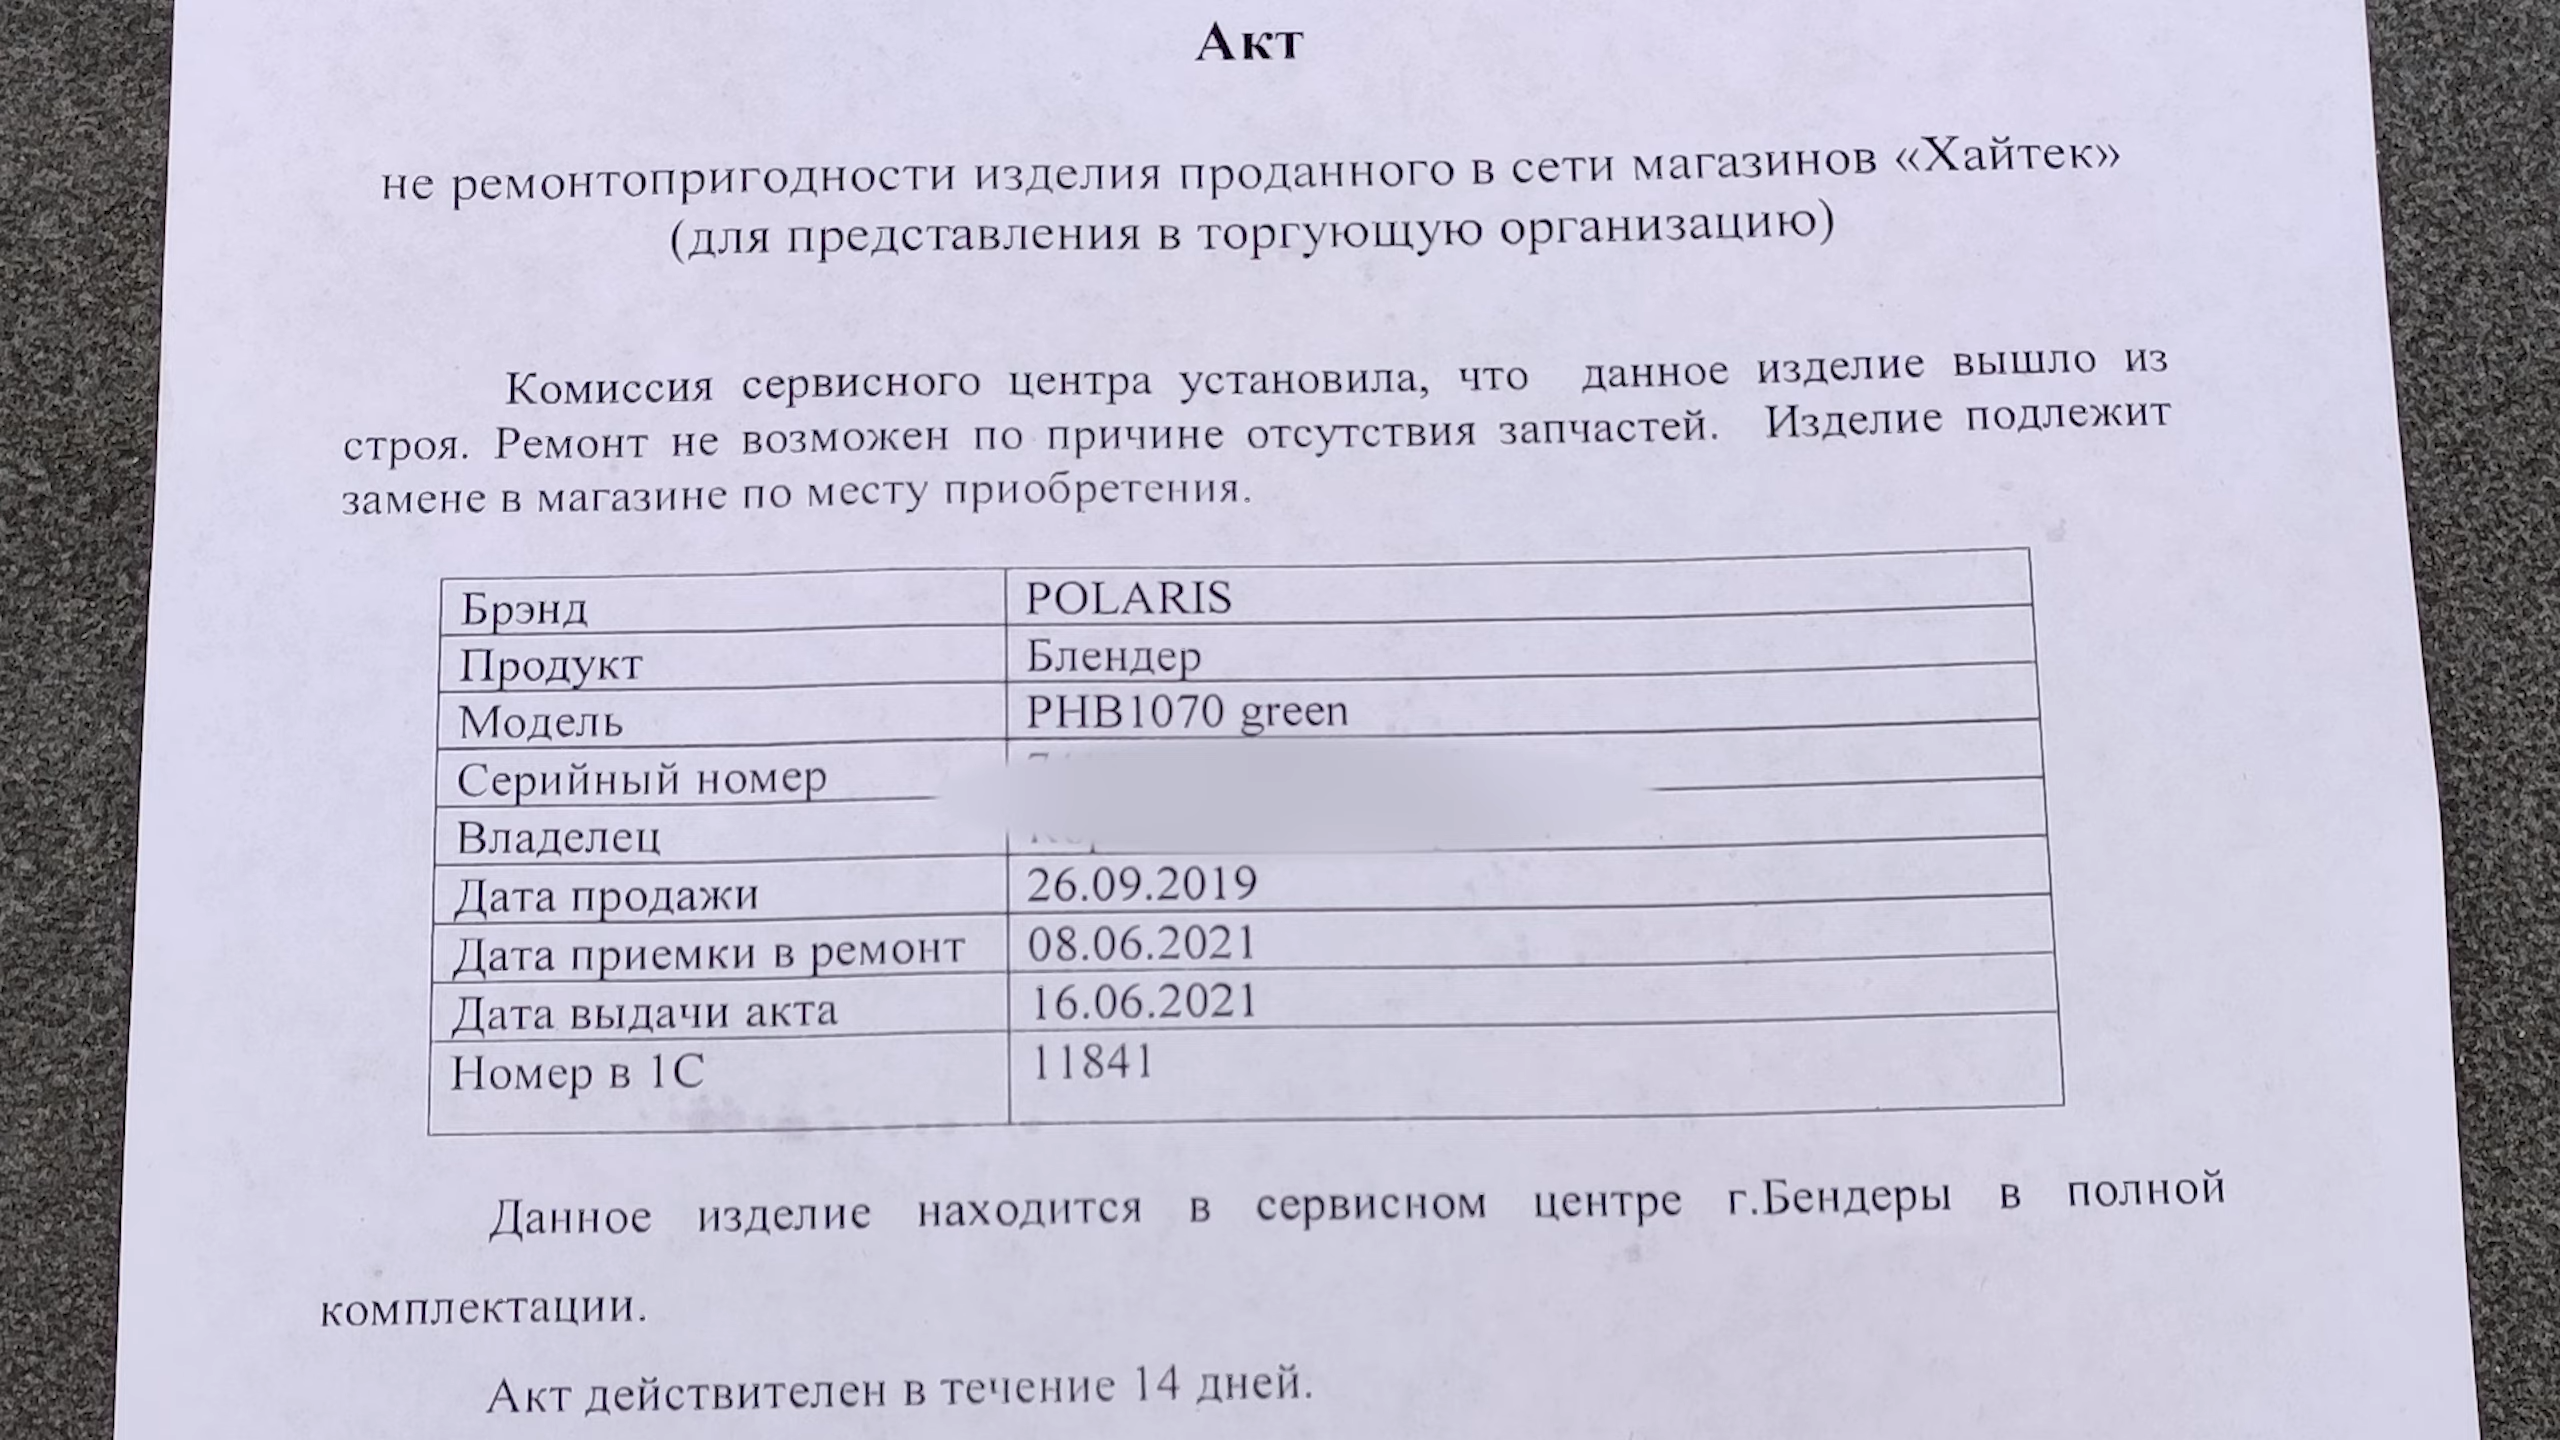 Акт
не ремонтопригодности изделия проданного в сети магазинов «Хайтек»
(для представления в торгующую организацию)
Комиссия сервисного центра установила, что данное изделие вышло из
строя. Ремонт не возможен по причине отсутствия запчастей. Изделие подлежит
замене в магазине по месту приобретения.
Брэнд POLARIS
Продукт Блендер
Модель PHB1070 green
Серийный номер
Владелец
Дата продажи 26.09.2019
Дата приемки в ремонт 08.06.2021
Дата выдачи акта 16.06.2021
Номер в 1С 11841
Данное изделие находится в сервисном центре г.Бендеры в полной
комплектации.
Акт действителен в течение 14 дней.